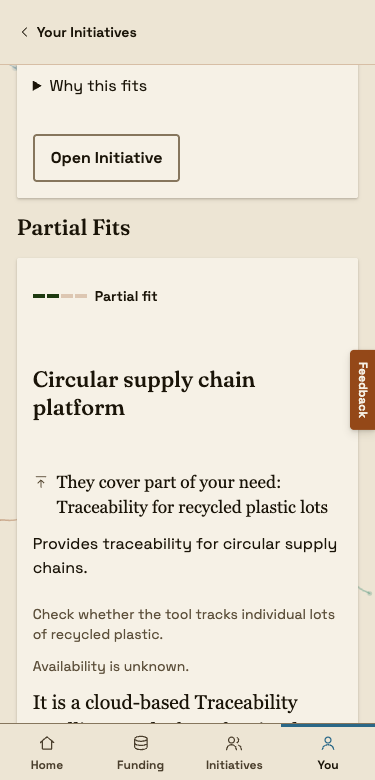 Your Initiatives
Why this fits
Open Initiative
Partial Fits
Partial fit
Circular supply chain
platform
They cover part of your need:
Traceability for recycled plastic lots
Provides traceability for circular supply
chains.
Check whether the tool tracks individual lots
of recycled plastic.
Availability is unknown.
It is a cloud-based Traceability
Feedback
Home
Funding
Initiatives
You